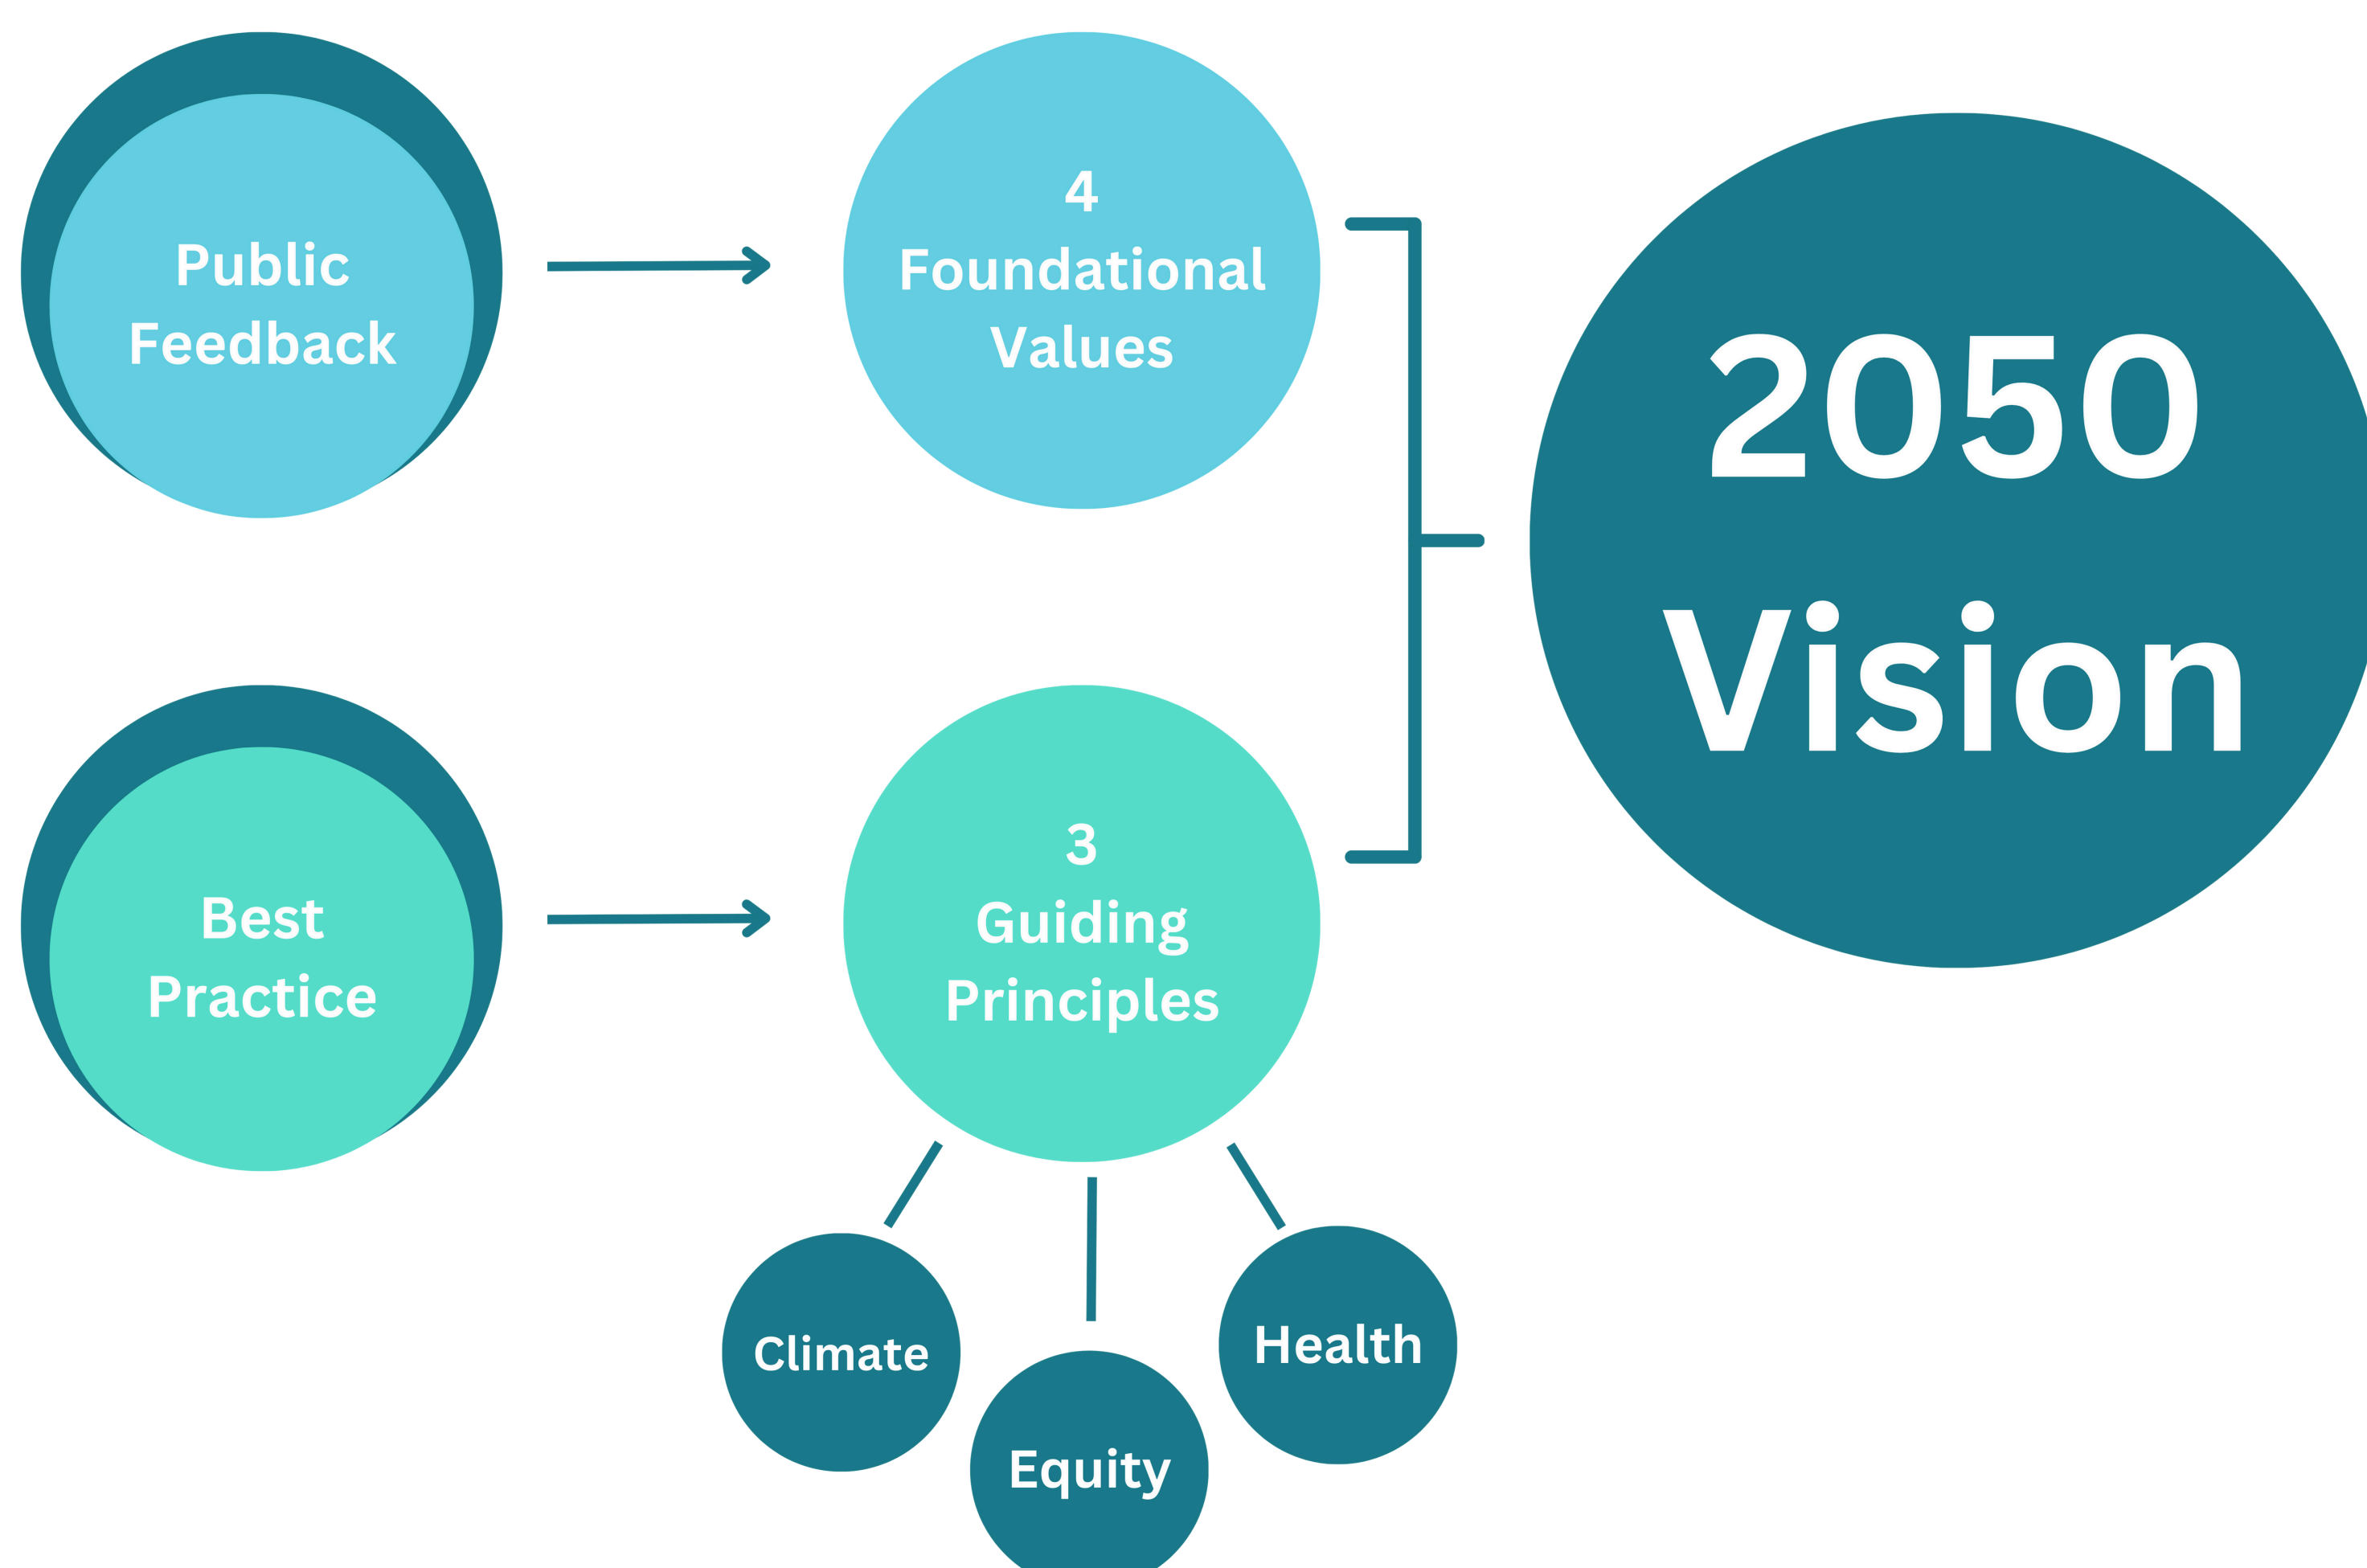 Public
Feedback
4
Foundational
Values
2050
Vision
Best
Practice
3
Guiding
Principles
Climate
Equity
Health